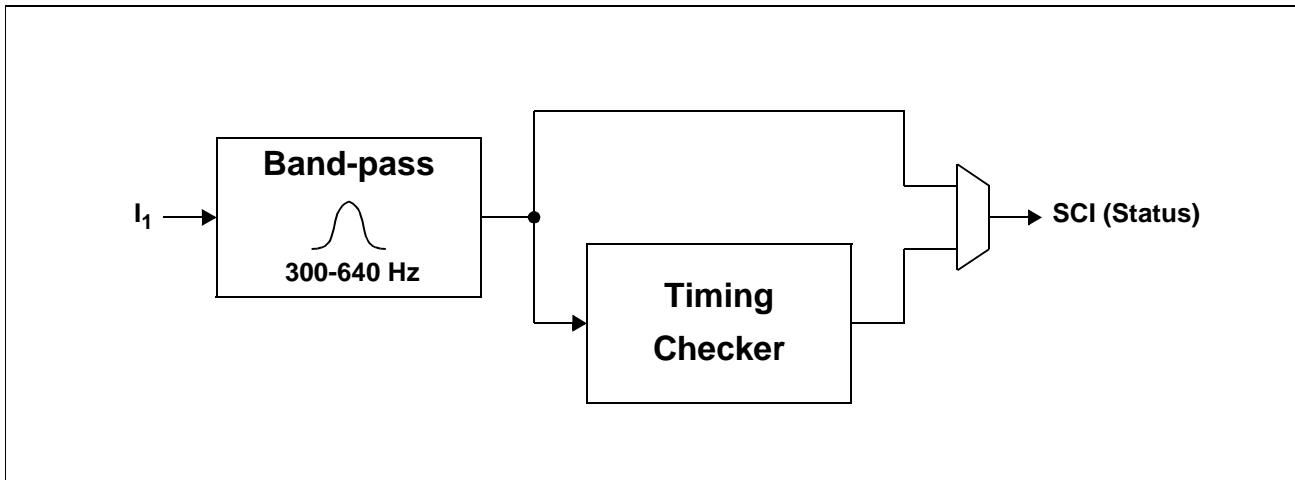 Band-pass
300-640 Hz
I1
SCI (Status)
Timing
Checker